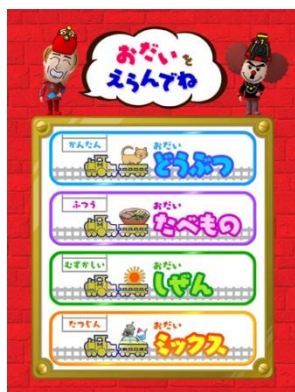 おだいを
えらんでね
かんたん
おだい
どうぶつ
ふつう
おだい
たべもの
むずかしい
おだい
しぜん
たつじん
おだい
ミックス